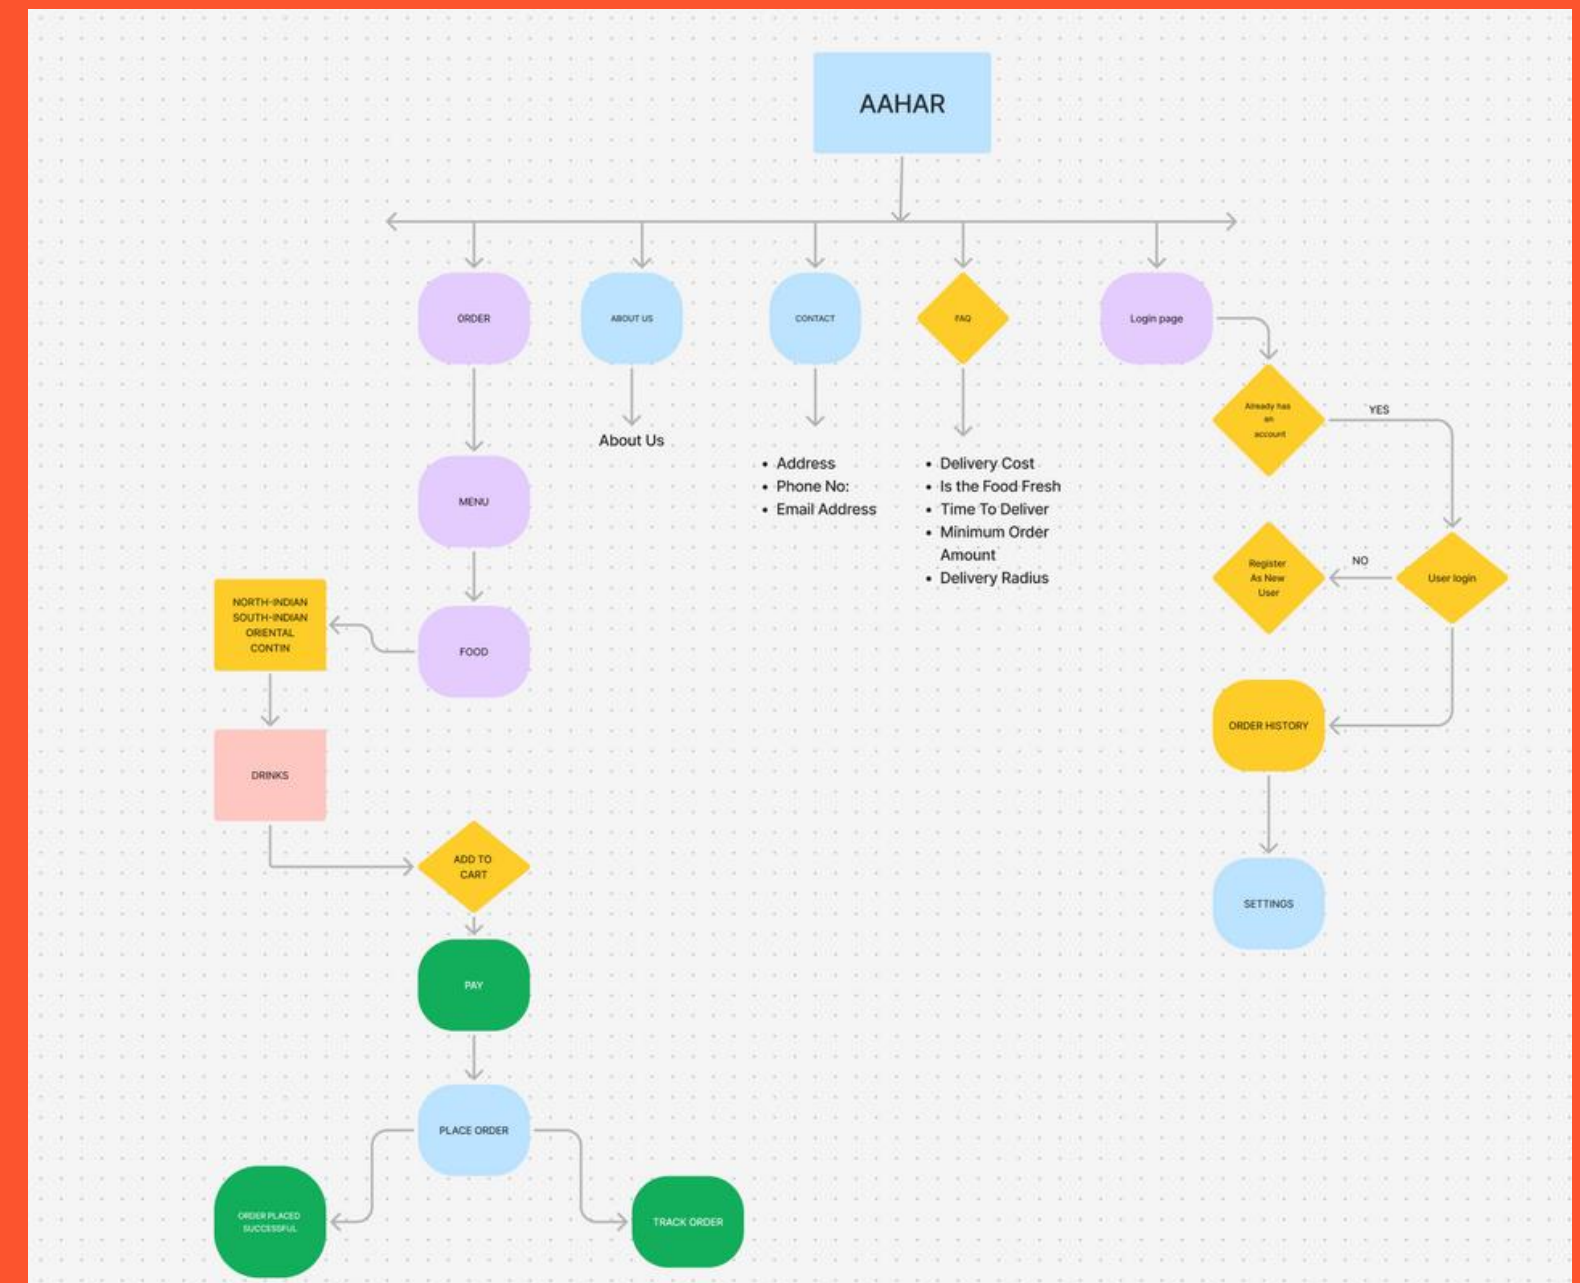 AAHAR
ORDER
ABOUT US
CONTACT
FAQ
Login page
Already has
an
account
YES
About Us
• Address
• Phone No:
• Email Address
• Delivery Cost
• Is the Food Fresh
• Time To Deliver
• Minimum Order
Amount
• Delivery Radius
MENU
Register
As New
User
NO
User login
NORTH-INDIAN
SOUTH-INDIAN
ORIENTAL
CONTIN
FOOD
ORDER HISTORY
DRINKS
ADD TO
CART
SETTINGS
PAY
PLACE ORDER
ORDER PLACED
SUCCESSFUL
TRACK ORDER